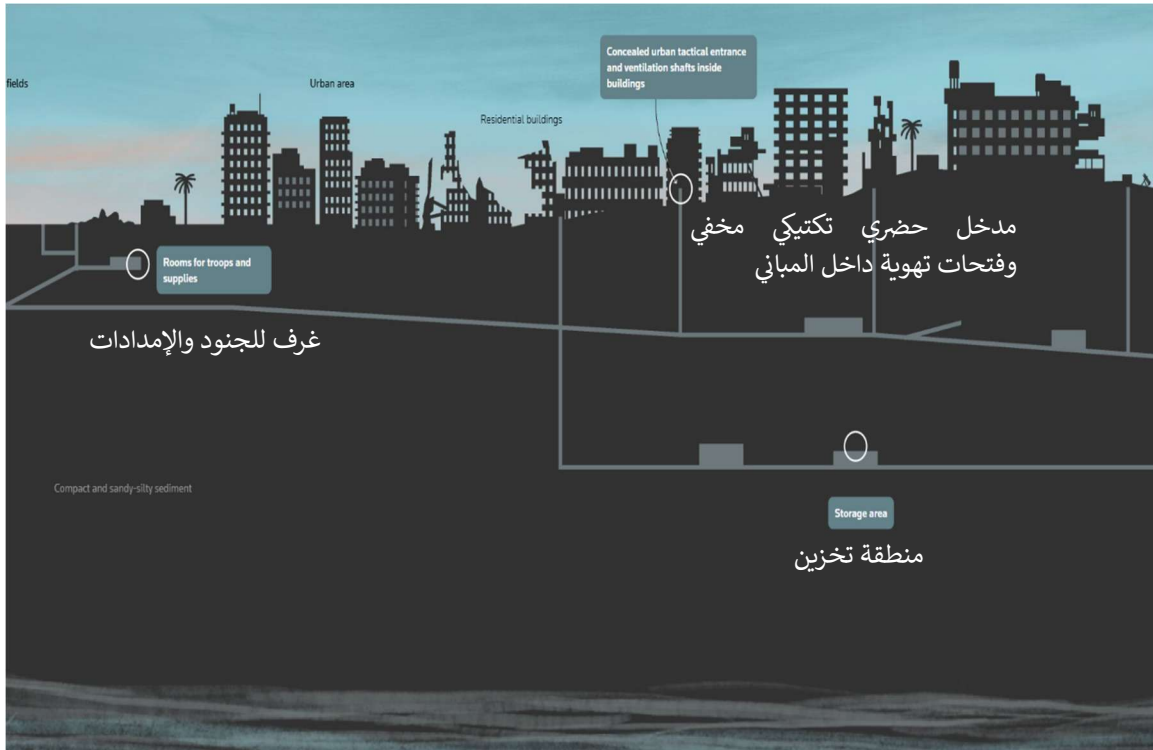 Concealed urban tactical entrance
and ventilation shafts inside
buildings
fields
Urban area
Residential buildings
مدخل حضري تكتيكي مخفي
وفتحات تهوية داخل المباني
Rooms for troops and
supplies
غرف للجنود والإمدادات
Compact and sandy-silty sediment
Storage area
منطقة تخزين